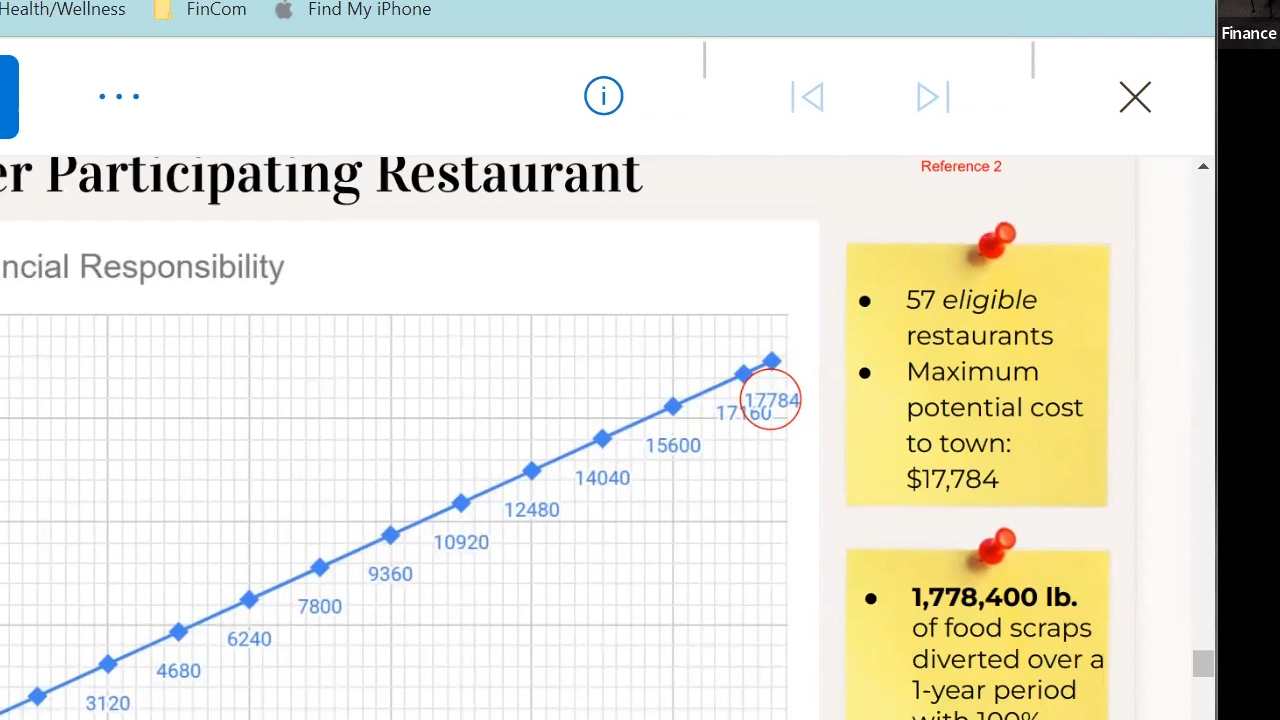 Health/Wellness FinCom Find My iPhone
Finance
er Participating Restaurant
Reference 2
ncial Responsibility
57 eligible
restaurants
Maximum
potential cost
to town:
$17,784
17784
17160
15600
14040
12480
10920
9360
7800
6240
4680
3120
1,778,400 lb.
of food scraps
diverted over a
1-year period
with 100%